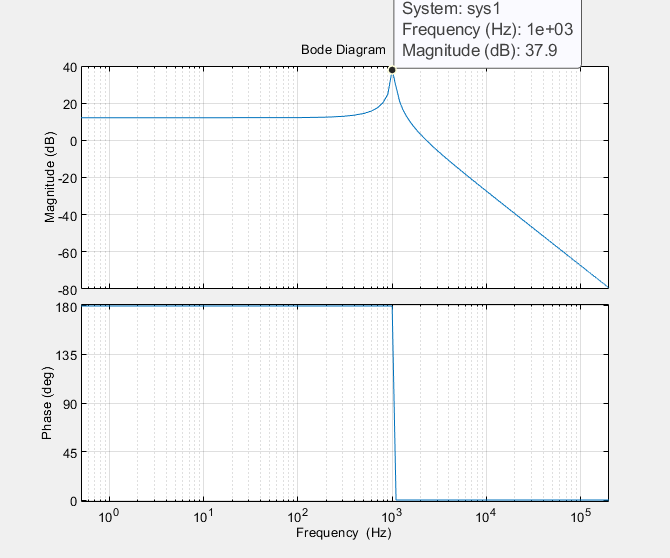 System: sys1
Frequency (Hz): 1e+03
Magnitude (dB): 37.9
Bode Diagram
Magnitude (dB)
40
20
0
-20
-40
-60
-80
Phase (deg)
180
135
90
45
0
10^0 10^1 10^2 10^3 10^4 10^5
Frequency (Hz)